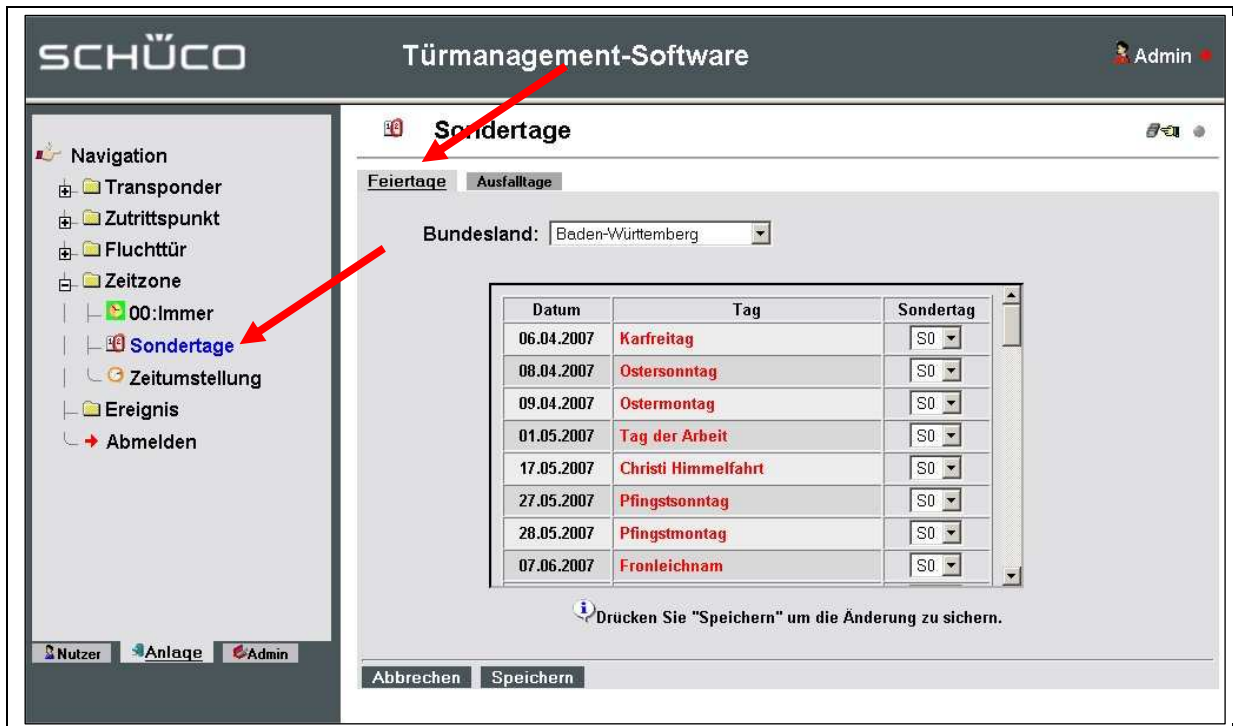 SCHÜCO
Türmanagement-Software
Admin
Navigation
Transponder
Zutrittspunkt
Fluchttür
Zeitzone
00:Immer
Sondertage
Zeitumstellung
Ereignis
Abmelden
Nutzer Anlage Admin
Sondertage
Feiertage Ausfalltage
Bundesland: Baden-Württemberg
Datum Tag Sondertag
06.04.2007 Karfreitag S0
08.04.2007 Ostersonntag S0
09.04.2007 Ostermontag S0
01.05.2007 Tag der Arbeit S0
17.05.2007 Christi Himmelfahrt S0
27.05.2007 Pfingstsonntag S0
28.05.2007 Pfingstmontag S0
07.06.2007 Fronleichnam S0
Drücken Sie "Speichern" um die Änderung zu sichern.
Abbrechen Speichern